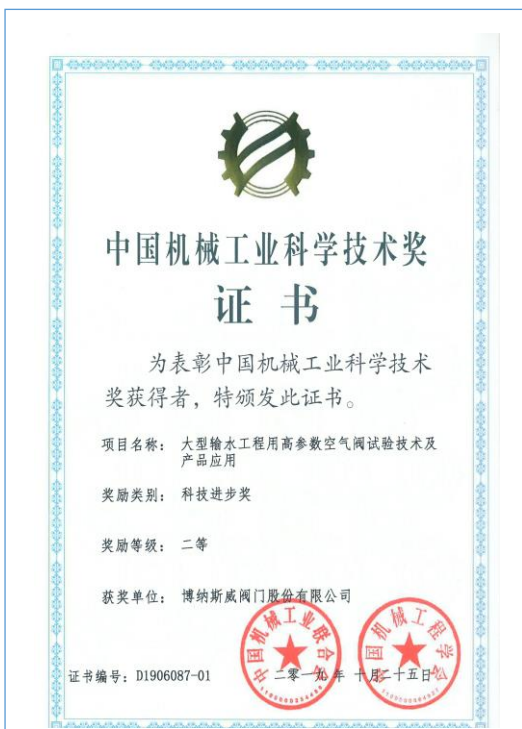 中国机械工业科学技术奖
证 书
为表彰中国机械工业科学技术
奖获得者，特颁发此证书。
项目名称： 大型输水工程用高参数空气阀试验技术及
产品应用
奖励类别： 科技进步奖
奖励等级： 二等
获奖单位： 博纳斯威阀门股份有限公司
中国机械工业联合会
中国机械工程学会
证书编号：D1906087-01
二零一九年 十月二十五日